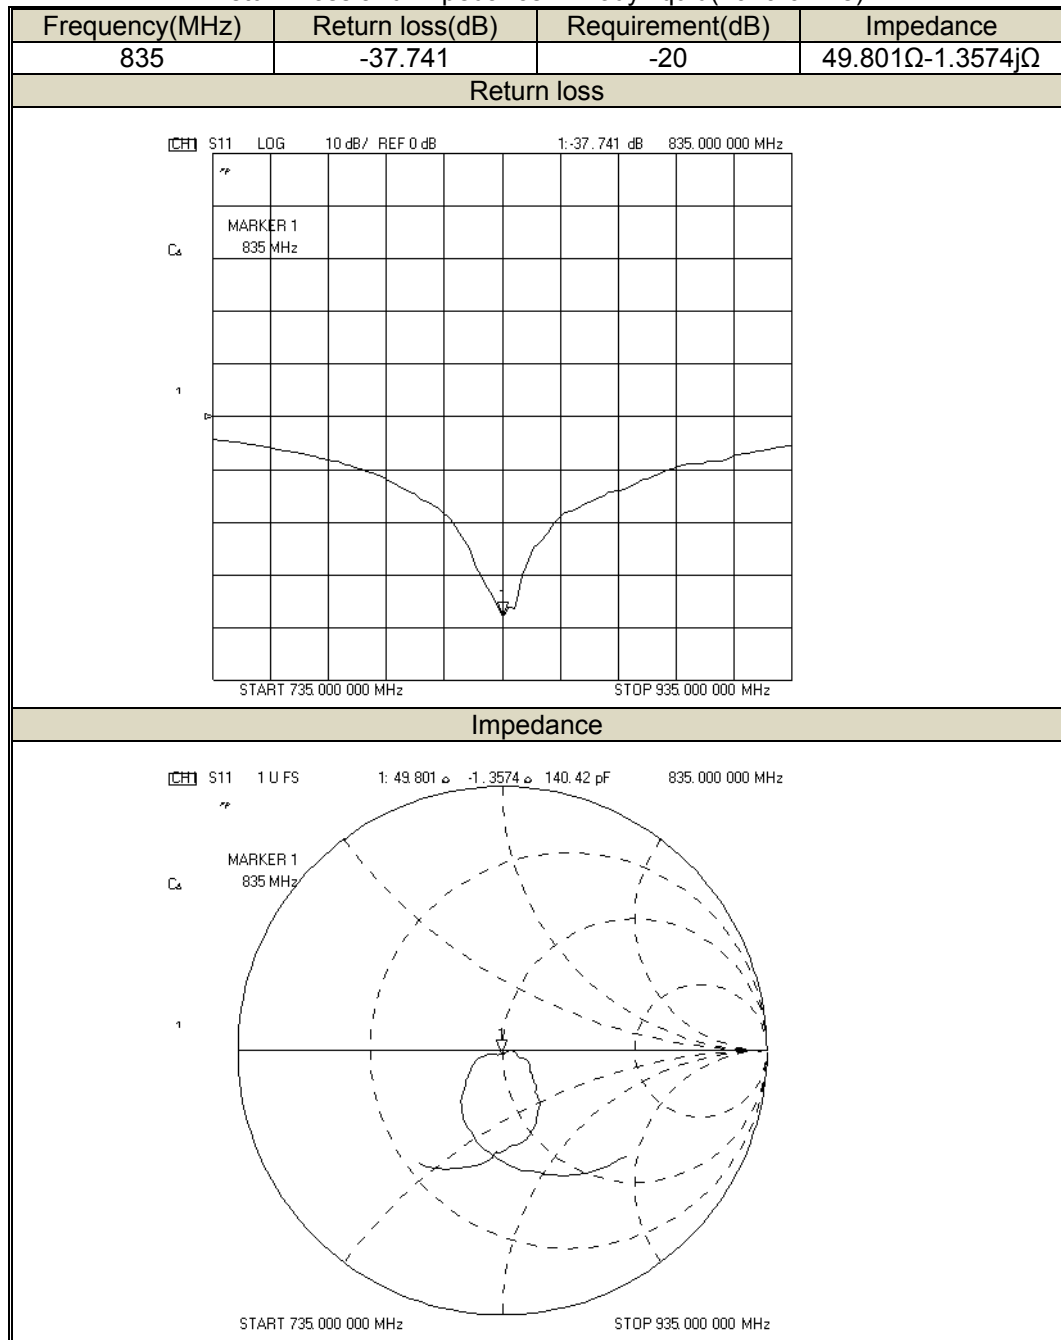 Frequency(MHz) Return loss(dB) Requirement(dB) Impedance
835 -37.741 -20 49.801Ω-1.3574jΩ
Return loss
CH1 S11 LOG 10 dB/ REF 0 dB 1:-37.741 dB 835.000 000 MHz
MARKER 1
835 MHz
1
START 735.000 000 MHz STOP 935.000 000 MHz
Impedance
CH1 S11 1 U FS 1: 49.801 -1.3574 140.42 pF 835.000 000 MHz
MARKER 1
835 MHz
1
1
START 735.000 000 MHz STOP 935.000 000 MHz